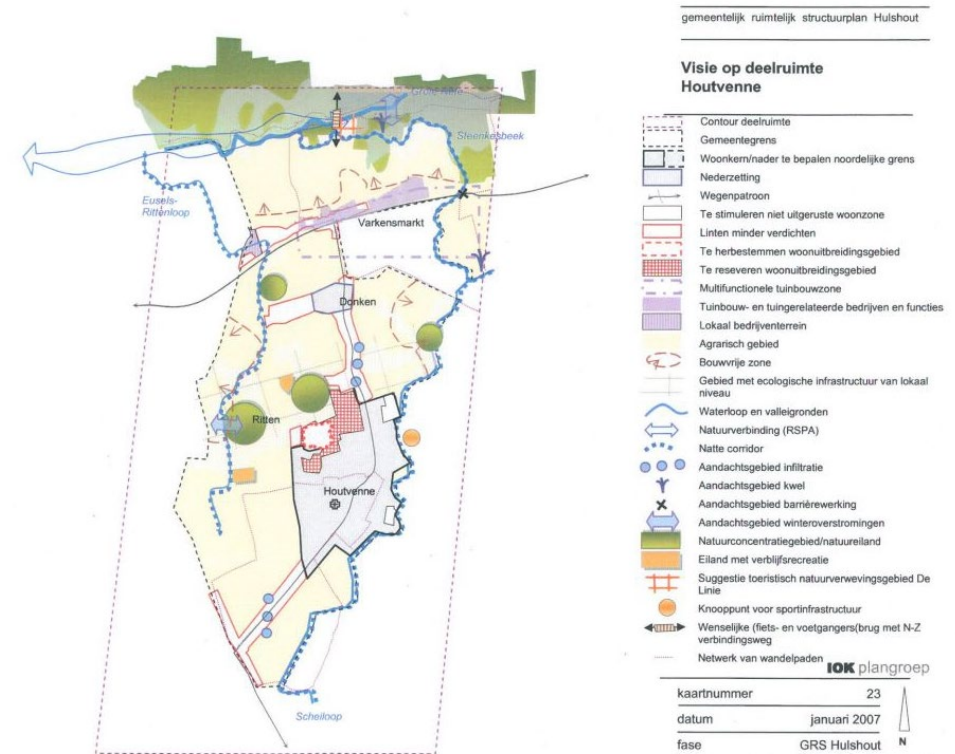 gemeentelijk ruimtelijk structuurplan Hulshout
Visie op deelruimte
Houtvenne
Contour deelruimte
Gemeentegrens
Woonkern/nader te bepalen noordelijke grens
Nederzetting
Wegenpatroon
Te stimuleren niet uitgeruste woonzone
Linten minder verdichten
Te herbestemmen woonuitbreidingsgebied
Te reseveren woonuitbreidingsgebied
Multifunctionele tuinbouwzone
Tuinbouw- en tuingerelateerde bedrijven en functies
Lokaal bedrijventerrein
Agrarisch gebied
Bouwvrije zone
Gebied met ecologische infrastructuur van lokaal
niveau
Waterloop en valleigronden
Natuurverbinding (RSPA)
Natte corridor
Aandachtsgebied infiltratie
Aandachtsgebied kwel
Aandachtsgebied barrièrewerking
Aandachtsgebied winteroverstromingen
Natuurconcentratiegebied/natuureiland
Eiland met verblijfsrecreatie
Suggestie toeristisch natuurverwevingsgebied De
Linie
Knooppunt voor sportinfrastructuur
Wenselijke (fiets- en voetgangers(brug met N-Z
verbindingsweg
Netwerk van wandelpaden
IOK plangroep
kaartnummer 23
datum januari 2007
fase GRS Hulshout
N
Grote Nete
Steenkesbeek
Eusels-
Rittenloop
Varkensmarkt
Donken
Ritten
Houtvenne
Scheiloop